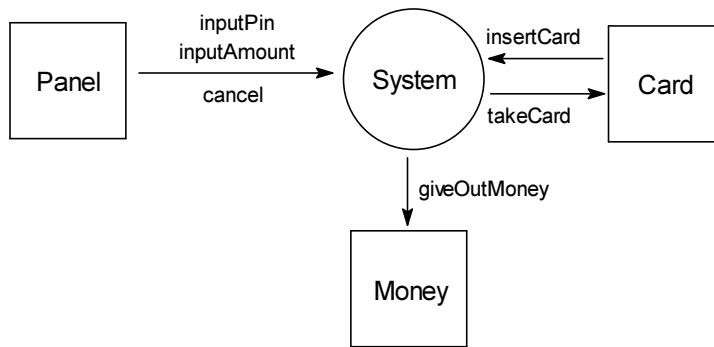 inputPin
inputAmount
cancel
Panel
System
insertCard
takeCard
Card
giveOutMoney
Money